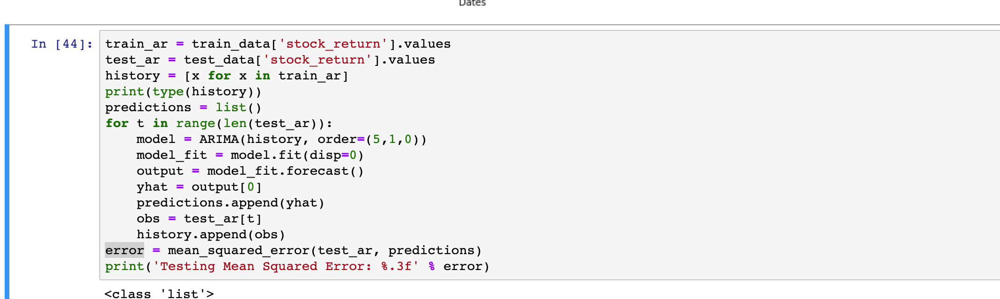 Dates
In [44]:
train_ar = train_data['stock_return'].values
test_ar = test_data['stock_return'].values
history = [x for x in train_ar]
print(type(history))
predictions = list()
for t in range(len(test_ar)):
    model = ARIMA(history, order=(5,1,0))
    model_fit = model.fit(disp=0)
    output = model_fit.forecast()
    yhat = output[0]
    predictions.append(yhat)
    obs = test_ar[t]
    history.append(obs)
error = mean_squared_error(test_ar, predictions)
print('Testing Mean Squared Error: %.3f' % error)
<class 'list'>